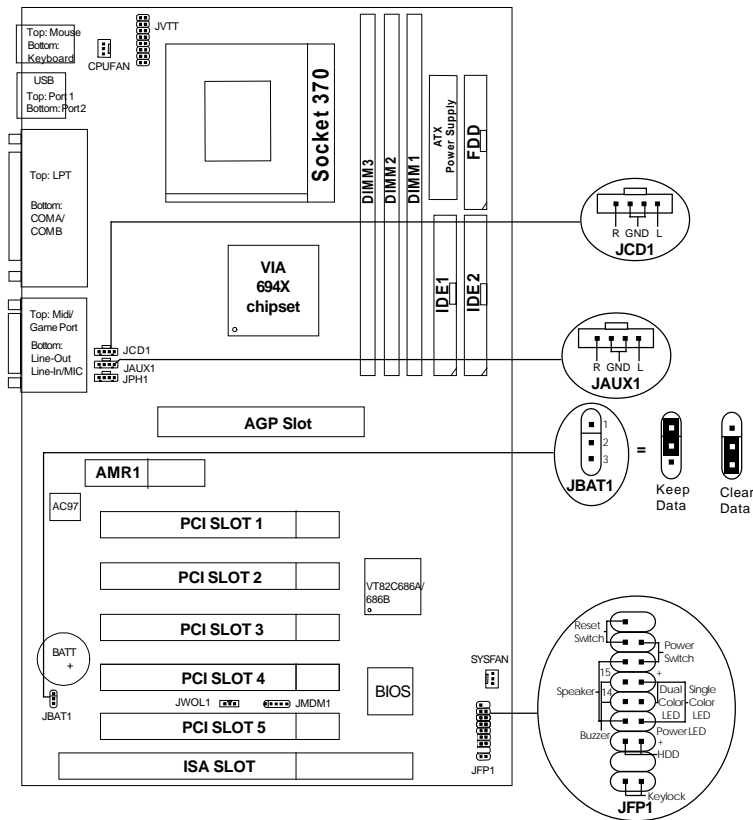 Top: Mouse
Bottom:
Keyboard
CPUFAN
JVTT
USB
Top: Port 1
Bottom: Port2
Socket 370
DIMM3
DIMM2
DIMM1
ATX
Power Supply
FDD
Top: LPT
Bottom:
COMA/
COMB
R GND L
JCD1
VIA
694X
chipset
IDE1
IDE2
Top: Midi/
Game Port
Bottom:
Line-Out
Line-In/MIC
JCD1
JAUX1
JPH1
R GND L
JAUX1
AGP Slot
1
2
3
JBAT1
=
Keep
Data
Clear
Data
AMR1
AC97
PCI SLOT 1
PCI SLOT 2
VT82C686A/
686B
PCI SLOT 3
BATT
+
PCI SLOT 4
BIOS
SYSFAN
JBAT1
JWOL1
JMDM1
PCI SLOT 5
ISA SLOT
JFP1
Reset
Switch
Power
Switch
15
+
Speaker
14
Dual
Color
LED
Single
Color
LED
Buzzer
Power LED
+
HDD
Keylock
JFP1